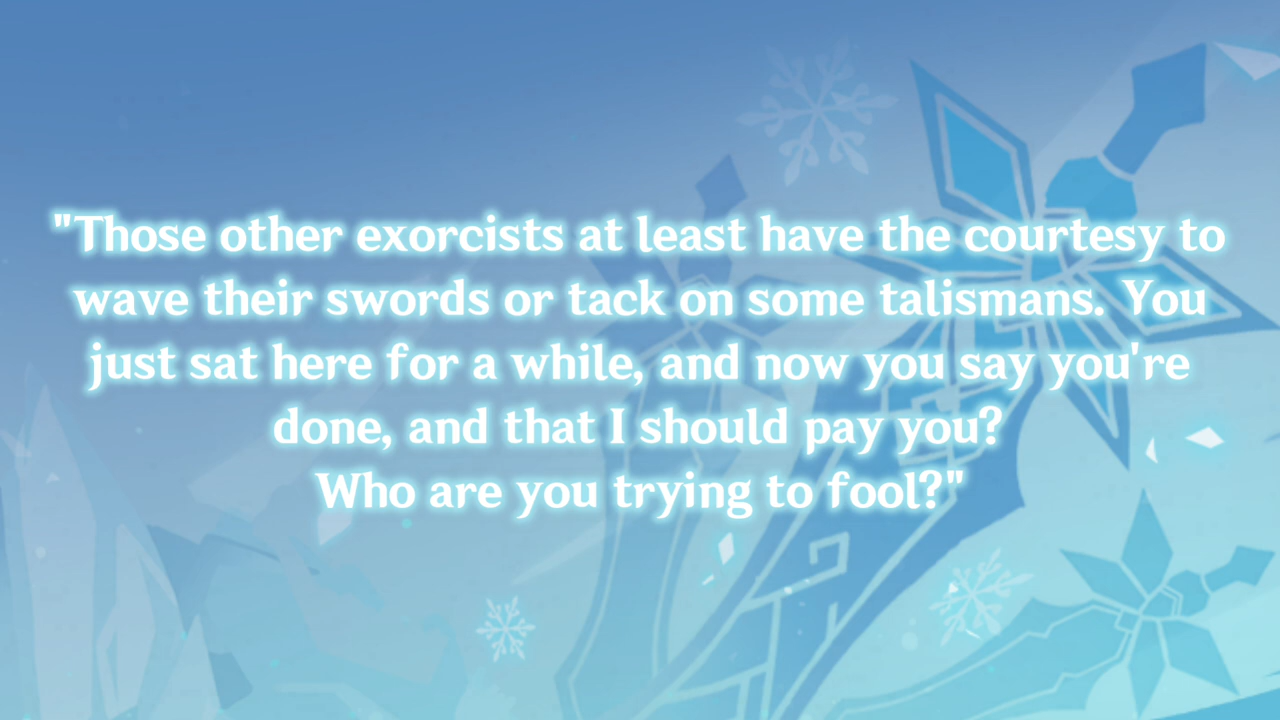 "Those other exorcists at least have the courtesy to
wave their swords or tack on some talismans. You
just sat here for a while, and now you say you're
done, and that I should pay you?
Who are you trying to fool?"